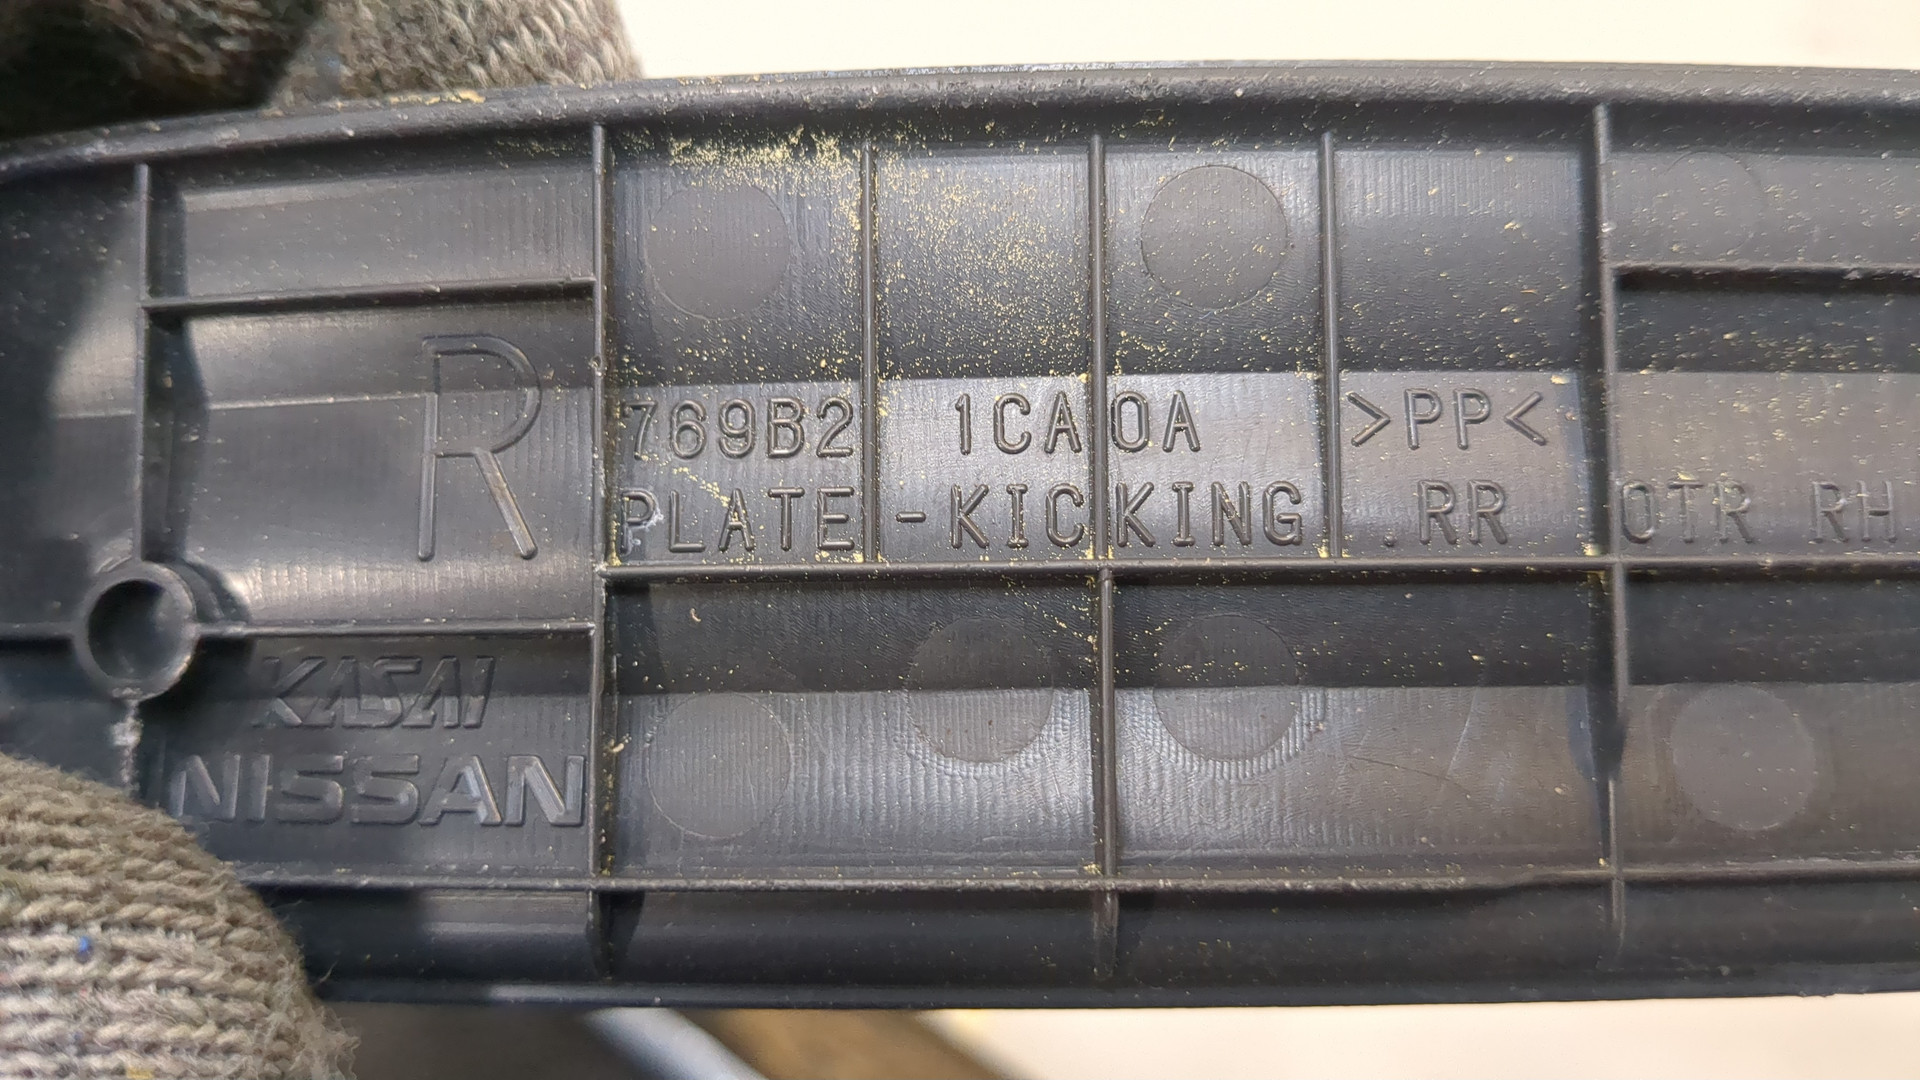 R
769B2 1CA0A >PP<
PLATE-KICKING .RR OTR RH
KASAI
NISSAN